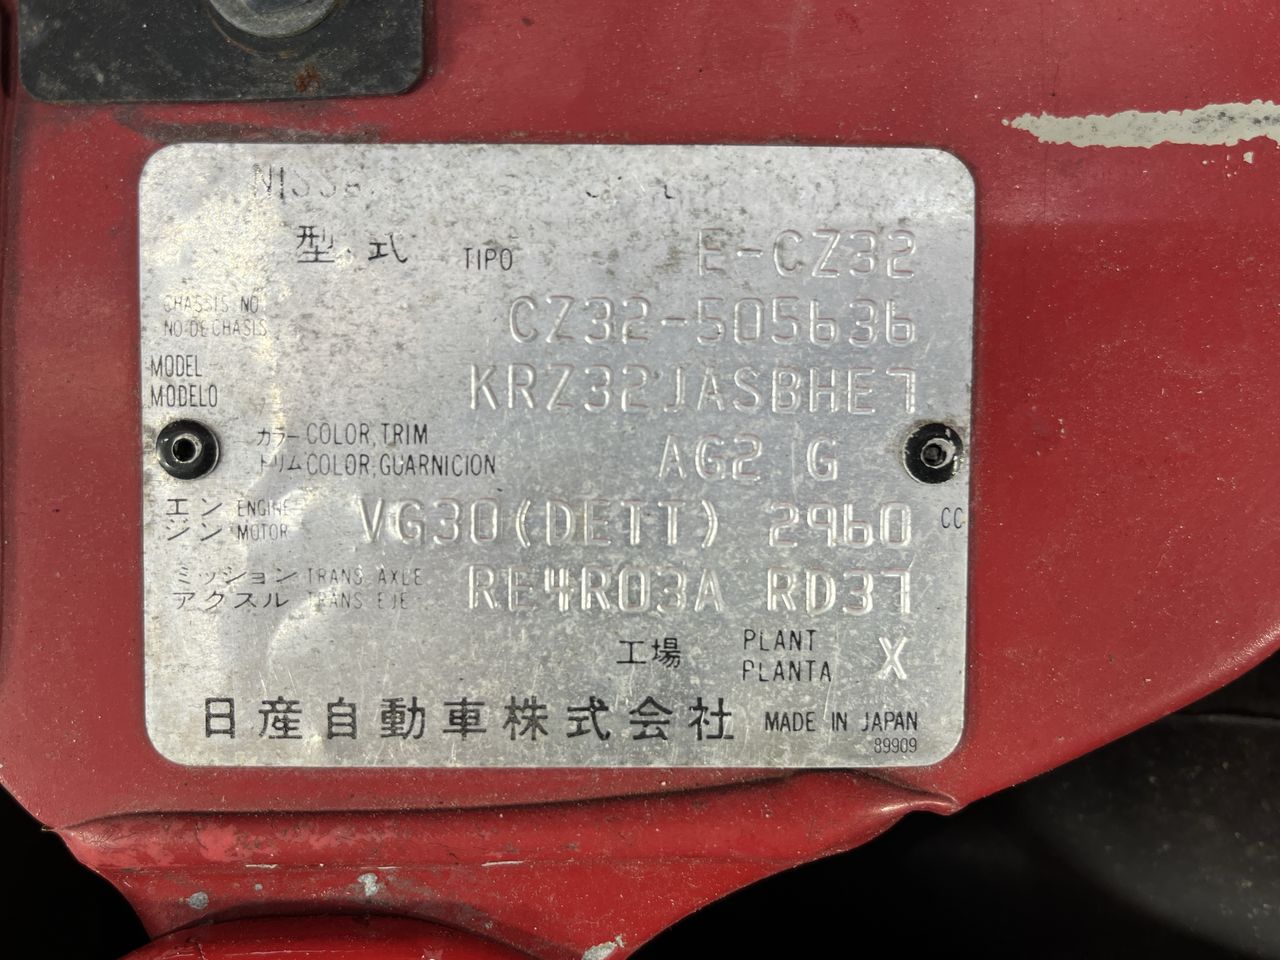 型式 TIPO E-CZ32
CHASSIS NO.
NO.DE CHASIS CZ32-505636
MODEL
MODELO KRZ32JASBHE7
カラー COLOR,TRIM
トリム COLOR,GUARNICION AG2 G
エン ENGINE
ジン MOTOR VG30(DETT) 2960 CC
ミッション TRANS. AXLE
アクスル TRANS. EJE RE4R03A RD37
工場 PLANT
PLANTA X
日産自動車株式会社 MADE IN JAPAN
89909